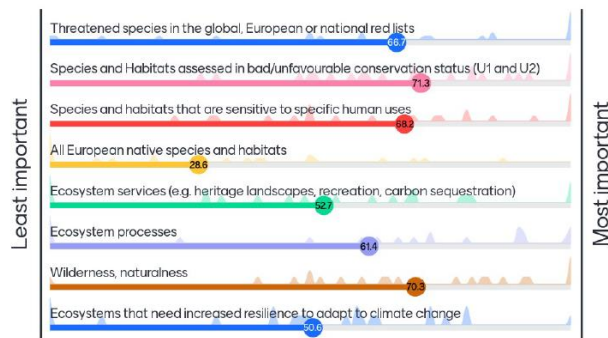 Threatened species in the global, European or national red lists
66.7
Species and Habitats assessed in bad/unfavourable conservation status (U1 and U2)
71.3
Species and habitats that are sensitive to specific human uses
68.2
All European native species and habitats
28.6
Ecosystem services (e.g. heritage landscapes, recreation, carbon sequestration)
52.7
Ecosystem processes
61.4
Wilderness, naturalness
70.3
Ecosystems that need increased resilience to adapt to climate change
50.6
Least important
Most important